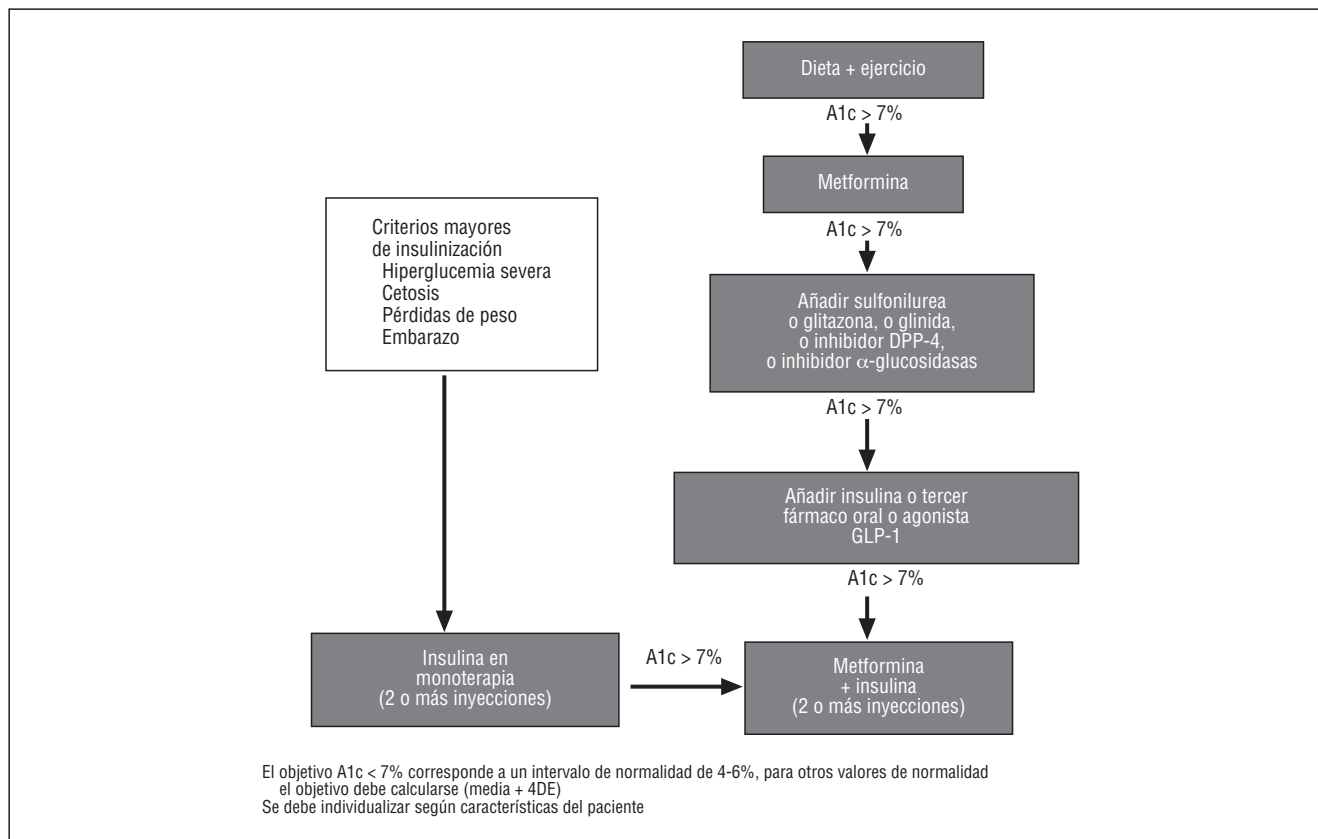 Dieta + ejercicio
A1c > 7%
Metformina
A1c > 7%
Añadir sulfonilurea
o glitazona, o glinida,
o inhibidor DPP-4,
o inhibidor α-glucosidasas
A1c > 7%
Añadir insulina o tercer
fármaco oral o agonista
GLP-1
A1c > 7%
Criterios mayores
de insulinización
Hiperglucemia severa
Cetosis
Pérdidas de peso
Embarazo
Insulina en
monoterapia
(2 o más inyecciones)
A1c > 7%
Metformina
+ insulina
(2 o más inyecciones)
El objetivo A1c < 7% corresponde a un intervalo de normalidad de 4-6%, para otros valores de normalidad
el objetivo debe calcularse (media + 4DE)
Se debe individualizar según características del paciente